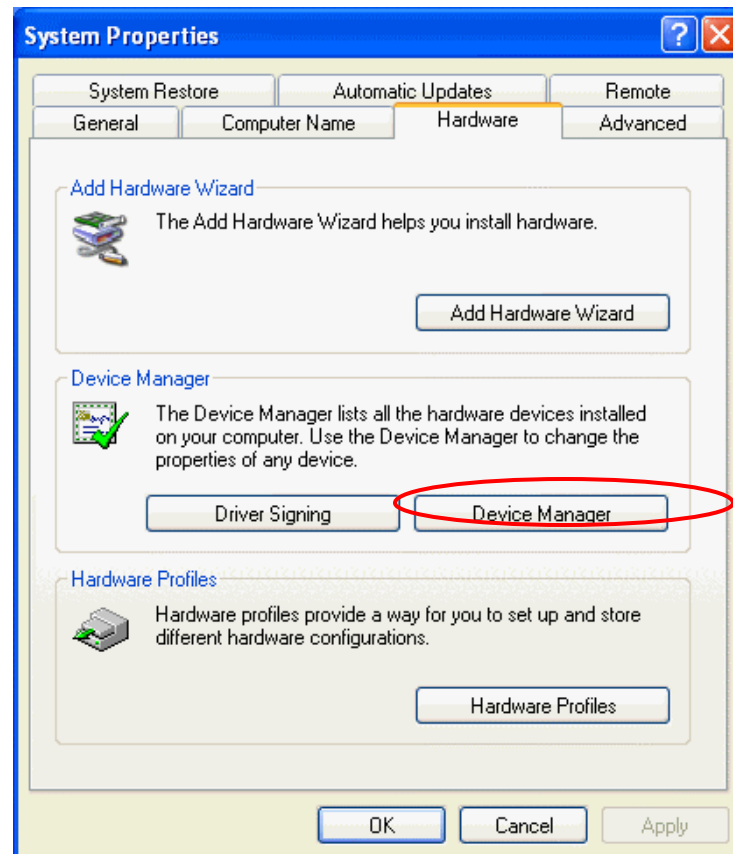 System Properties
System Restore Automatic Updates Remote
General Computer Name Hardware Advanced
Add Hardware Wizard
The Add Hardware Wizard helps you install hardware.
Add Hardware Wizard
Device Manager
The Device Manager lists all the hardware devices installed
on your computer. Use the Device Manager to change the
properties of any device.
Driver Signing Device Manager
Hardware Profiles
Hardware profiles provide a way for you to set up and store
different hardware configurations.
Hardware Profiles
OK Cancel Apply